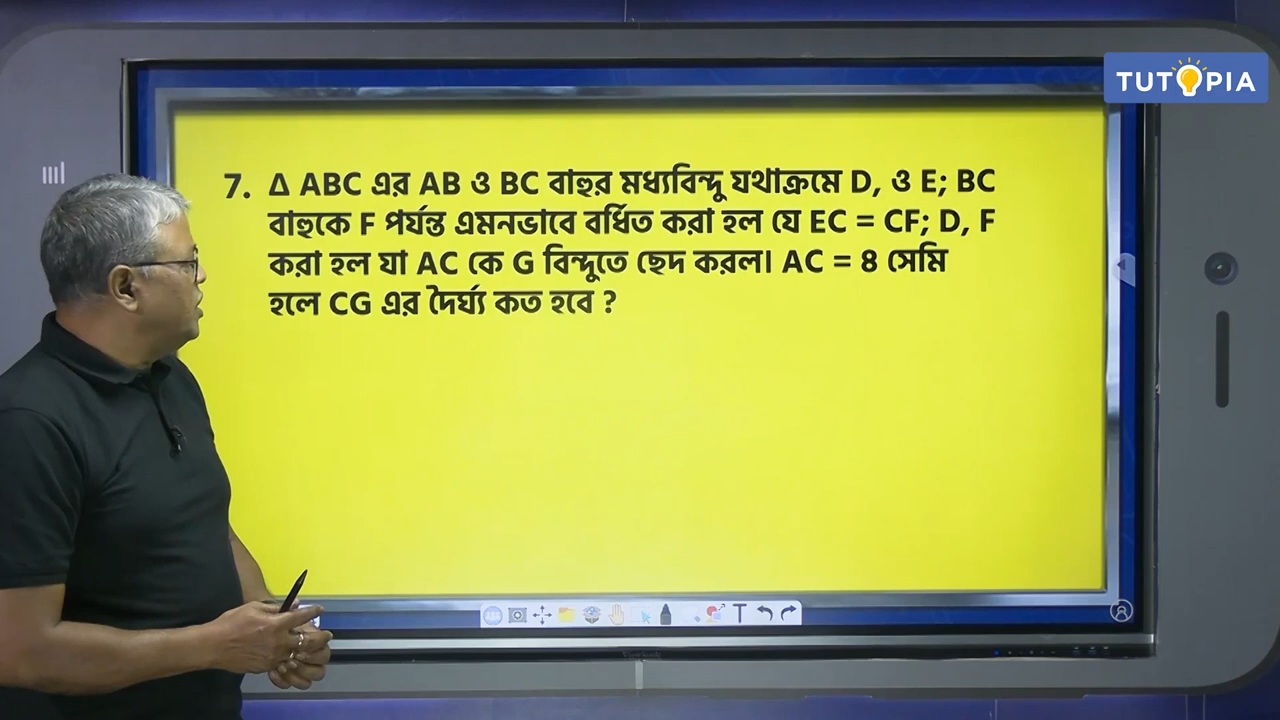 TUTOPIA
7. Δ ABC এর AB ও BC বাহুর মধ্যবিন্দু যথাক্রমে D, ও E; BC
বাহুকে F পর্যন্ত এমনভাবে বর্ধিত করা হল যে EC = CF; D, F
করা হল যা AC কে G বিন্দুতে ছেদ করল। AC = 8 সেমি
হলে CG এর দৈর্ঘ্য কত হবে ?